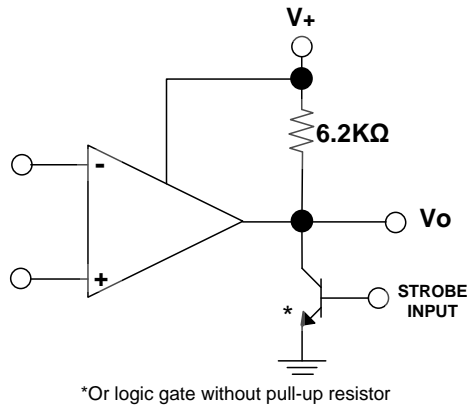 V+
6.2KΩ
-
Vo
+
STROBE
INPUT
*
*Or logic gate without pull-up resistor